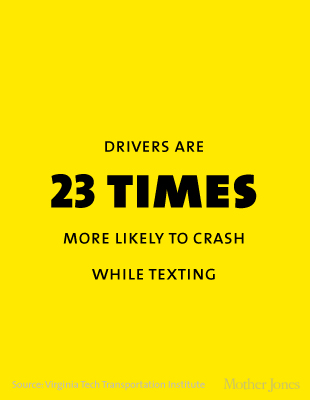 DRIVERS ARE
23 TIMES
MORE LIKELY TO CRASH
WHILE TEXTING
Source: Virginia Tech Transportation Institute
Mother Jones